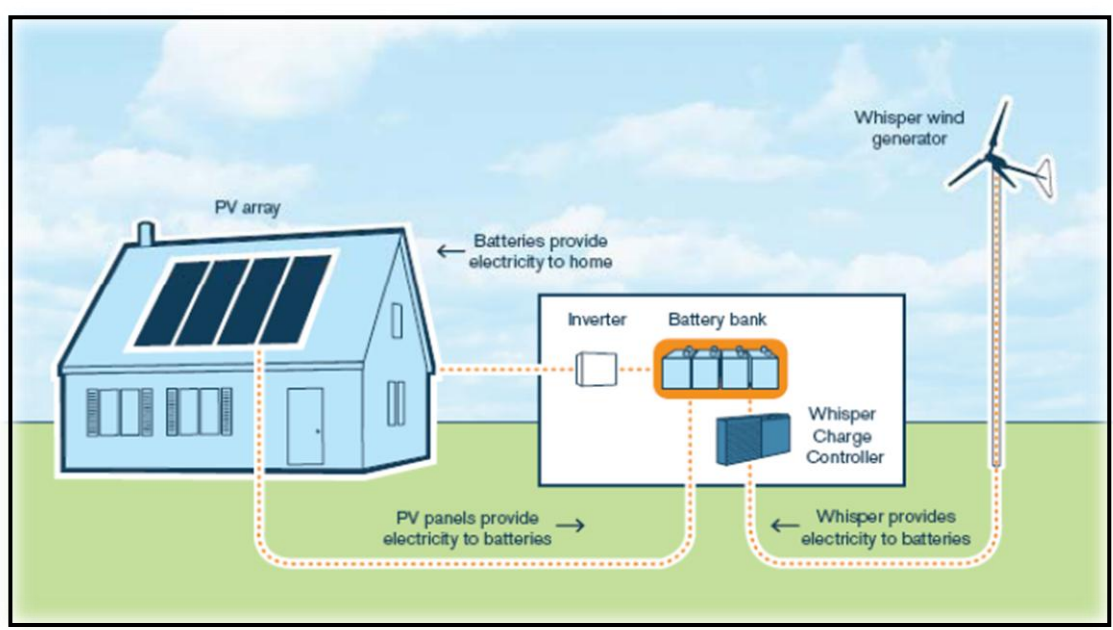 Whisper wind
generator
PV array
Batteries provide
electricity to home
Inverter
Battery bank
Whisper
Charge
Controller
PV panels provide
electricity to batteries
Whisper provides
electricity to batteries